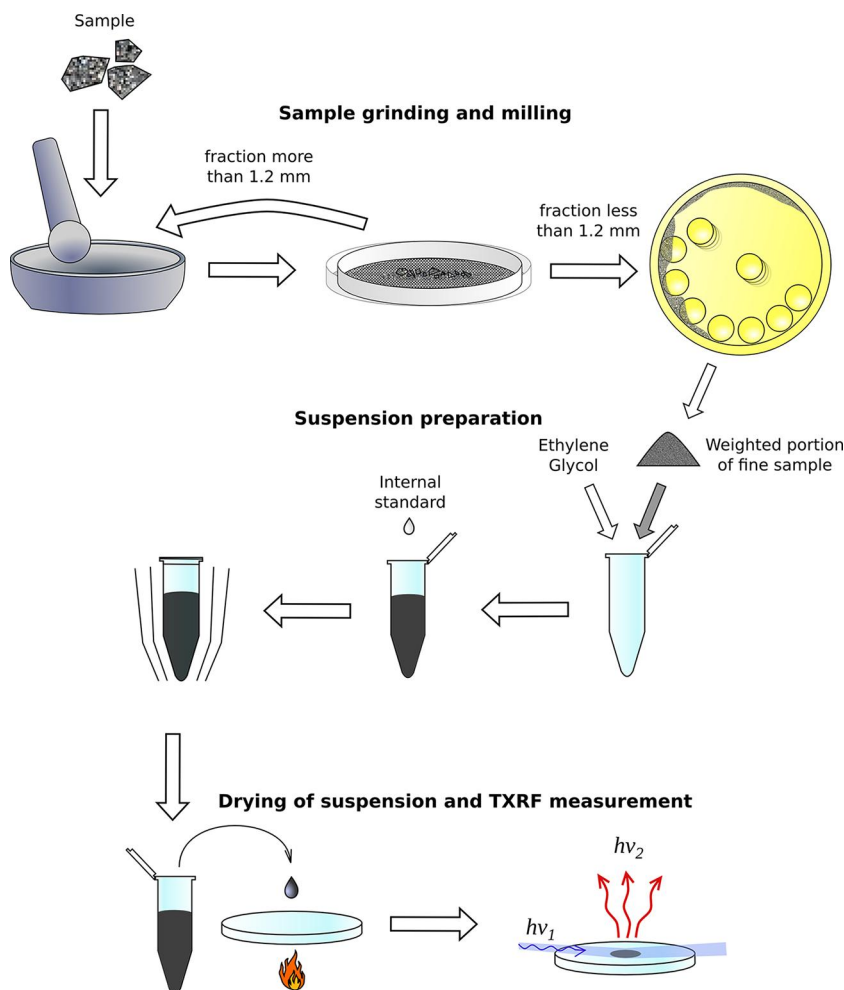 Sample
Sample grinding and milling
fraction more
than 1.2 mm
fraction less
than 1.2 mm
Suspension preparation
Ethylene
Glycol
Weighted portion
of fine sample
Internal
standard
Drying of suspension and TXRF measurement
hν2
hν1